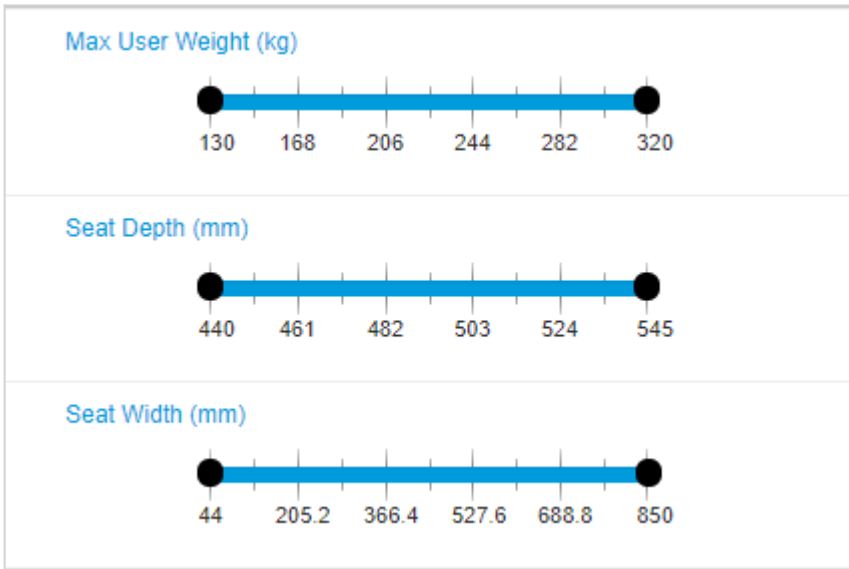 Max User Weight (kg)
130 168 206 244 282 320
Seat Depth (mm)
440 461 482 503 524 545
Seat Width (mm)
44 205.2 366.4 527.6 688.8 850